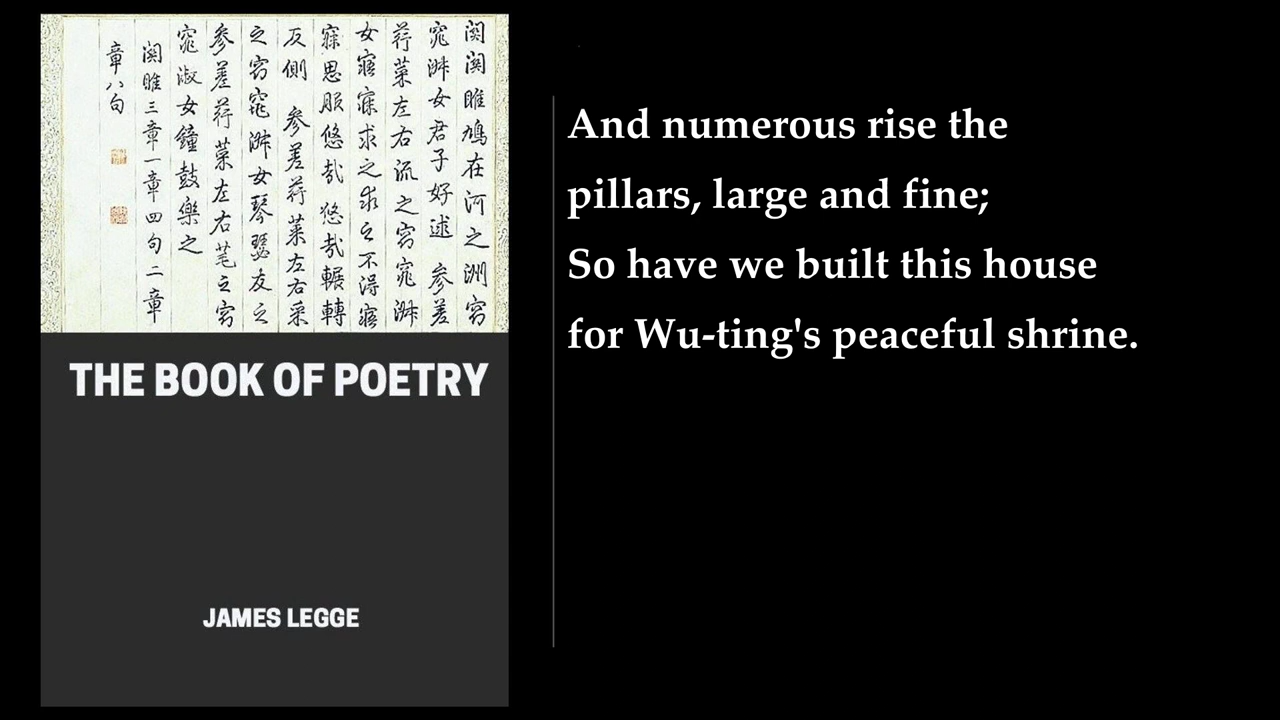 関関雎鳩在河之洲窈
窕淑女君子好逑 參差
荇菜左右流之窈窕淑
女寤寐求之求之不得寤
寐思服悠哉悠哉輾轉
反側 參差荇菜左右采
之窈窕淑女琴瑟友之
參差荇菜左右芼之窈
窕淑女鐘鼓樂之
関雎三章一章四句二章
章八句
THE BOOK OF POETRY
JAMES LEGGE
And numerous rise the
pillars, large and fine;
So have we built this house
for Wu-ting's peaceful shrine.